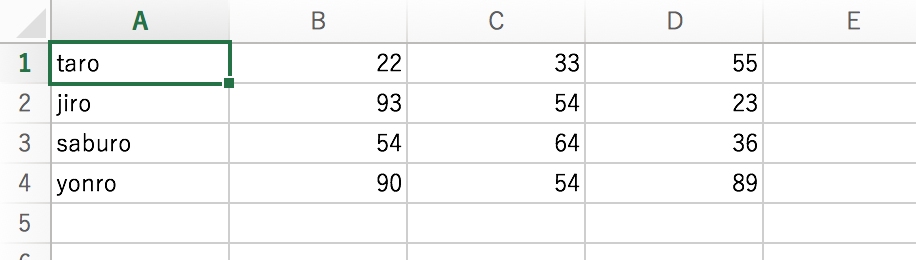 A B C D E
1 taro 22 33 55
2 jiro 93 54 23
3 saburo 54 64 36
4 yonro 90 54 89
5